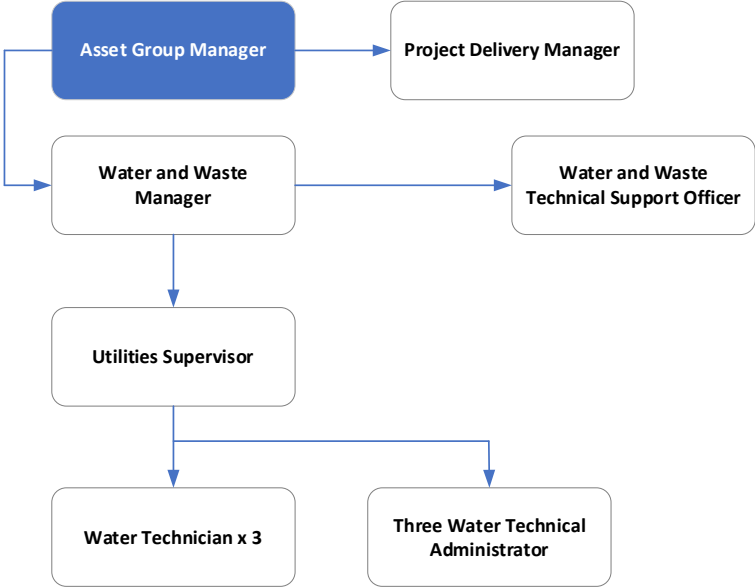 Asset Group Manager
Project Delivery Manager
Water and Waste
Manager
Water and Waste
Technical Support Officer
Utilities Supervisor
Water Technician x 3
Three Water Technical
Administrator